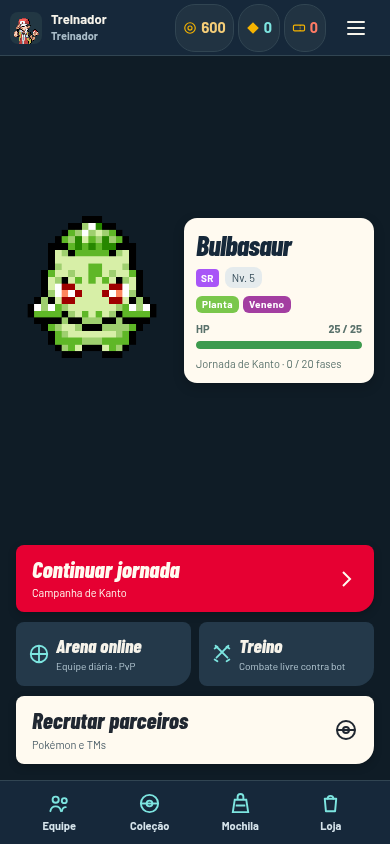 Treinador
Treinador
600
0
0
Bulbasaur
SR Nv. 5
Planta Veneno
HP 25 / 25
Jornada de Kanto · 0 / 20 fases
Continuar jornada
Campanha de Kanto
Arena online
Equipe diária · PvP
Treino
Combate livre contra bot
Recrutar parceiros
Pokémon e TMs
Equipe Coleção Mochila Loja